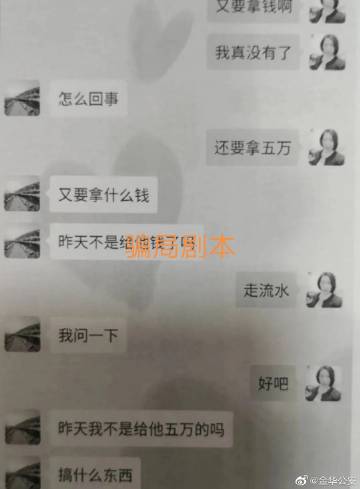 又要拿钱啊
我真没有了
怎么回事
还要拿五万
又要拿什么钱
昨天不是给他钱了吗
骗局剧本
走流水
我问一下
好吧
昨天我不是给他五万的吗
搞什么东西
@金华公安